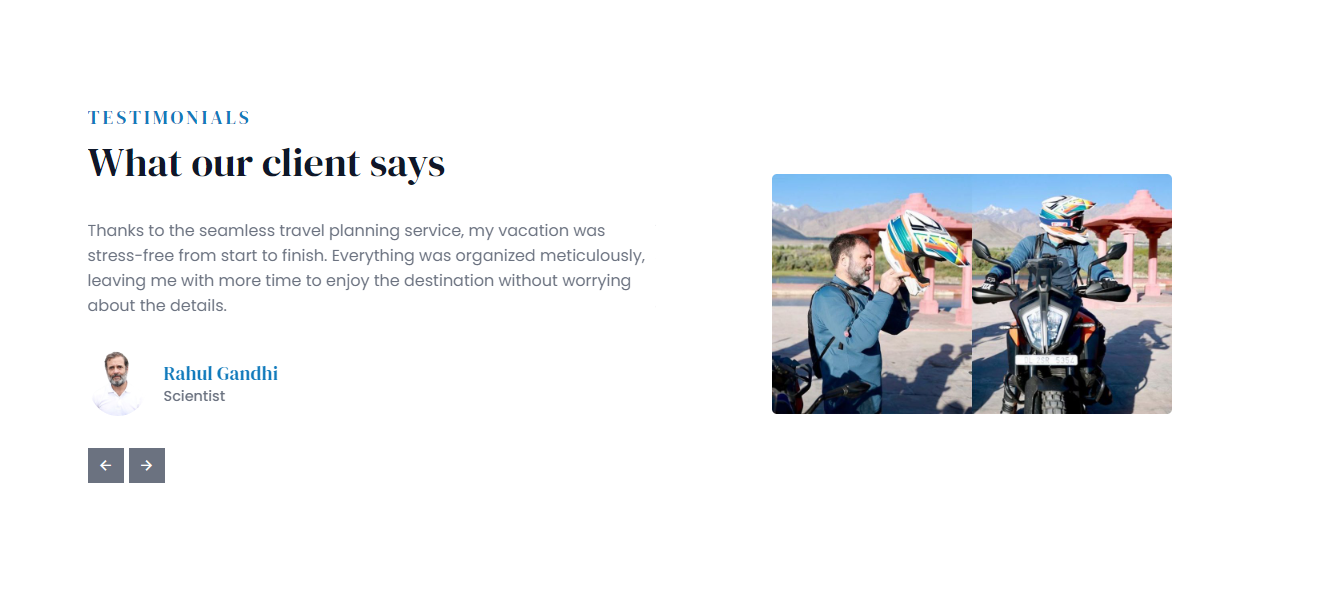 TESTIMONIALS
What our client says
Thanks to the seamless travel planning service, my vacation was
stress-free from start to finish. Everything was organized meticulously,
leaving me with more time to enjoy the destination without worrying
about the details.
Rahul Gandhi
Scientist